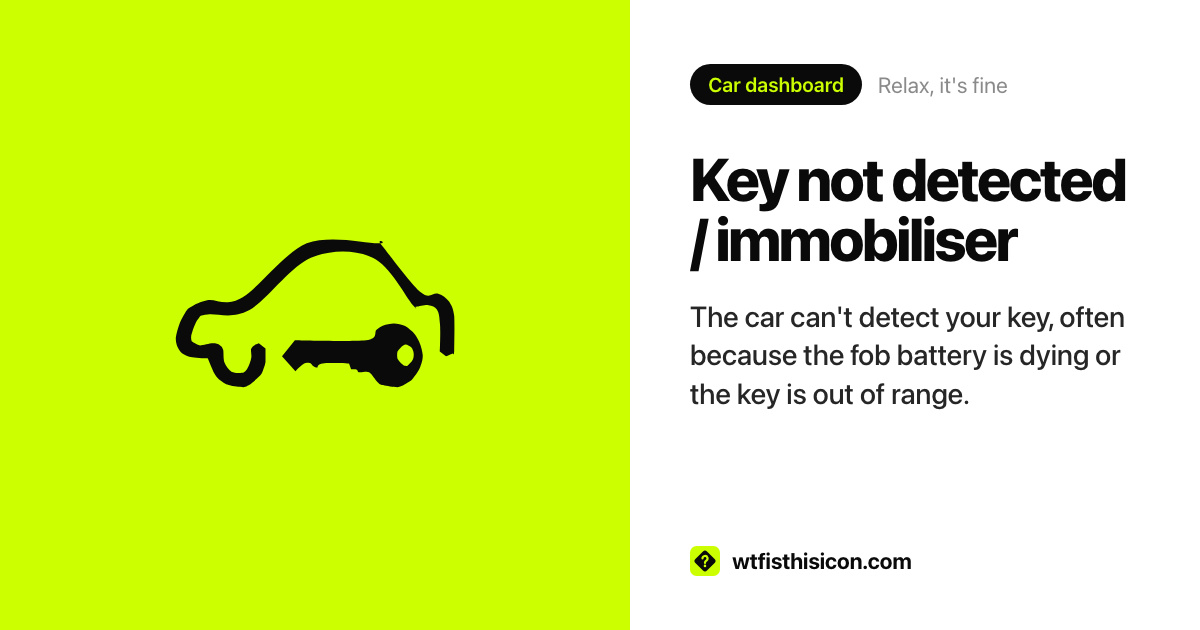 Car dashboard Relax, it's fine
Key not detected
/ immobiliser
The car can't detect your key, often
because the fob battery is dying or
the key is out of range.
wtfisthisicon.com